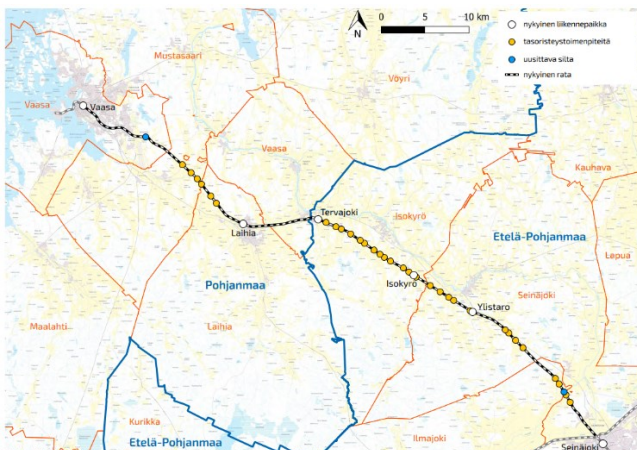 0 5 10 km
N
nykyinen liikennepaikka
tasoristeystoimenpiteitä
uusittava silta
nykyinen rata
Mustasaari
Vöyri
Vaasa
Vaasa
Vaasa
Kauhava
Tervajoki
Isokyrö
Laihia
Etelä-Pohjanmaa
Lapua
Isokyrö
Pohjanmaa
Seinäjoki
Ylistaro
Maalahti
Laihia
Kurikka
Ilmajoki
Etelä-Pohjanmaa
Seinäjoki